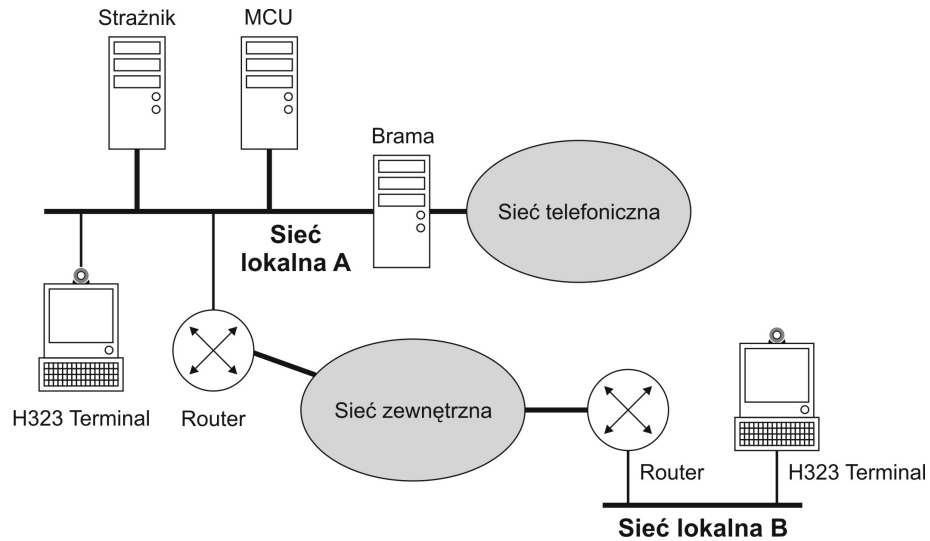 Strażnik
MCU
Brama
Sieć telefoniczna
Sieć
lokalna A
H323 Terminal
Router
Sieć zewnętrzna
Router
H323 Terminal
Sieć lokalna B